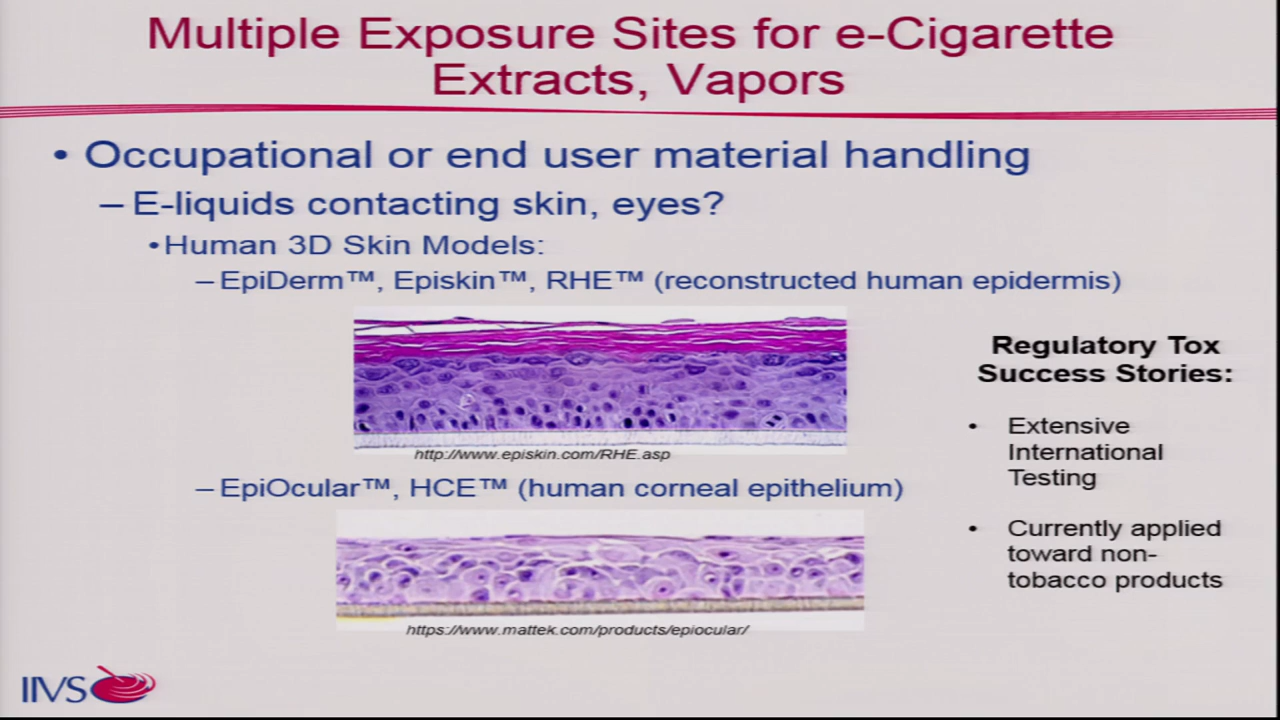 Multiple Exposure Sites for e-Cigarette
Extracts, Vapors
• Occupational or end user material handling
– E-liquids contacting skin, eyes?
• Human 3D Skin Models:
– EpiDerm™, Episkin™, RHE™ (reconstructed human epidermis)
http://www.episkin.com/RHE.asp
– EpiOcular™, HCE™ (human corneal epithelium)
https://www.mattek.com/products/epiocular/
Regulatory Tox
Success Stories:
• Extensive
International
Testing
• Currently applied
toward non-
tobacco products
IIVS